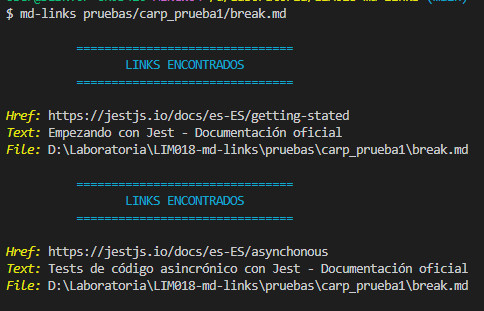 $ md-links pruebas/carp_prueba1/break.md
===============================
LINKS ENCONTRADOS
===============================
Href: https://jestjs.io/docs/es-ES/getting-stated
Text: Empezando con Jest - Documentación oficial
File: D:\Laboratoria\LIM018-md-links\pruebas\carp_prueba1\break.md
===============================
LINKS ENCONTRADOS
===============================
Href: https://jestjs.io/docs/es-ES/asynchonous
Text: Tests de código asincrónico con Jest - Documentación oficial
File: D:\Laboratoria\LIM018-md-links\pruebas\carp_prueba1\break.md